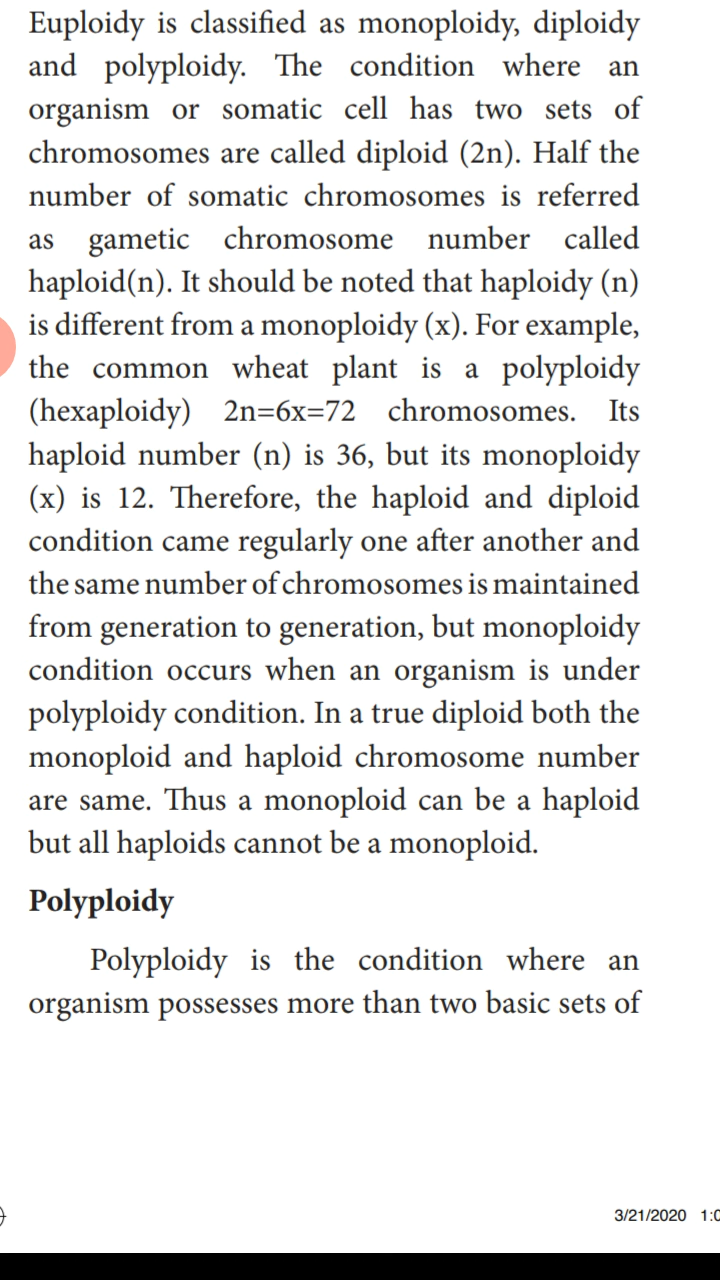 Euploidy is classified as monoploidy, diploidy
and polyploidy. The condition where an
organism or somatic cell has two sets of
chromosomes are called diploid (2n). Half the
number of somatic chromosomes is referred
as gametic chromosome number called
haploid(n). It should be noted that haploidy (n)
is different from a monoploidy (x). For example,
the common wheat plant is a polyploidy
(hexaploidy) 2n=6x=72 chromosomes. Its
haploid number (n) is 36, but its monoploidy
(x) is 12. Therefore, the haploid and diploid
condition came regularly one after another and
the same number of chromosomes is maintained
from generation to generation, but monoploidy
condition occurs when an organism is under
polyploidy condition. In a true diploid both the
monoploid and haploid chromosome number
are same. Thus a monoploid can be a haploid
but all haploids cannot be a monoploid.
Polyploidy
Polyploidy is the condition where an
organism possesses more than two basic sets of
3/21/2020 1:0